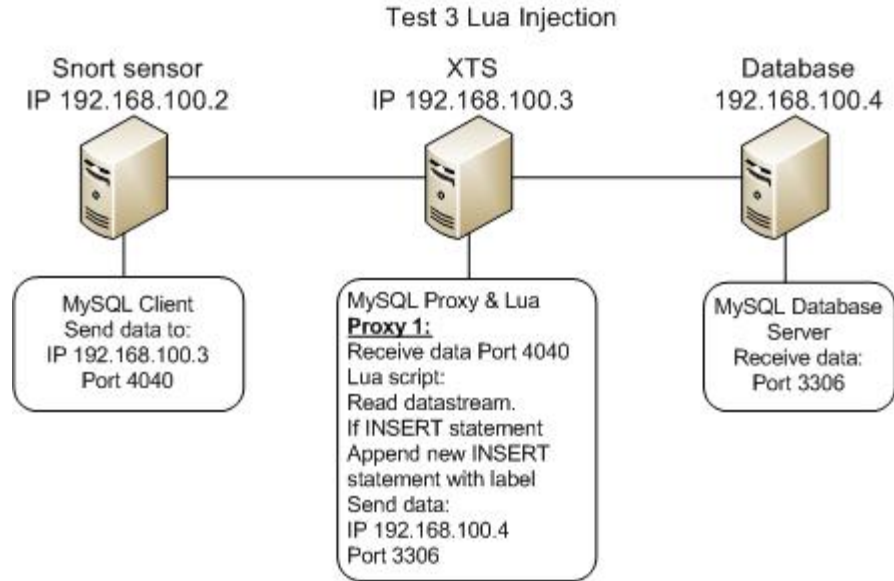 Test 3 Lua Injection
Snort sensor
IP 192.168.100.2
XTS
IP 192.168.100.3
Database
192.168.100.4
MySQL Client
Send data to:
IP 192.168.100.3
Port 4040
MySQL Proxy & Lua
Proxy 1:
Receive data Port 4040
Lua script:
Read datastream.
If INSERT statement
Append new INSERT
statement with label
Send data:
IP 192.168.100.4
Port 3306
MySQL Database
Server
Receive data:
Port 3306